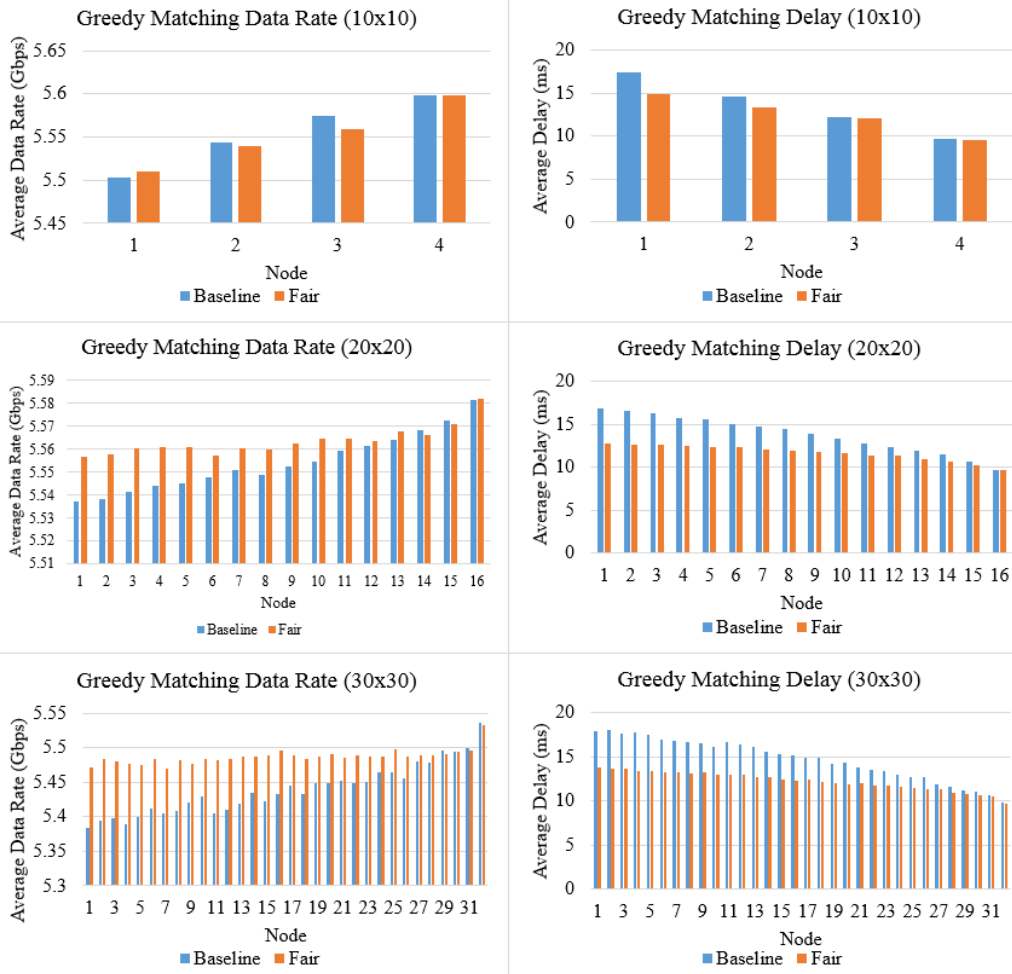 Greedy Matching Data Rate (10x10)
Average Data Rate (Gbps)
5.65
5.6
5.55
5.5
5.45
1 2 3 4
Node
Baseline Fair
Greedy Matching Delay (10x10)
Average Delay (ms)
20
15
10
5
0
1 2 3 4
Node
Baseline Fair
Greedy Matching Data Rate (20x20)
Average Data Rate (Gbps)
5.59
5.58
5.57
5.56
5.55
5.54
5.53
5.52
5.51
1 2 3 4 5 6 7 8 9 10 11 12 13 14 15 16
Node
Baseline Fair
Greedy Matching Delay (20x20)
Average Delay (ms)
20
15
10
5
0
1 2 3 4 5 6 7 8 9 10 11 12 13 14 15 16
Node
Baseline Fair
Greedy Matching Data Rate (30x30)
Average Data Rate (Gbps)
5.55
5.5
5.45
5.4
5.35
5.3
1 3 5 7 9 11 13 15 17 19 21 23 25 27 29 31
Node
Baseline Fair
Greedy Matching Delay (30x30)
Average Delay (ms)
20
15
10
5
0
1 3 5 7 9 11 13 15 17 19 21 23 25 27 29 31
Node
Baseline Fair